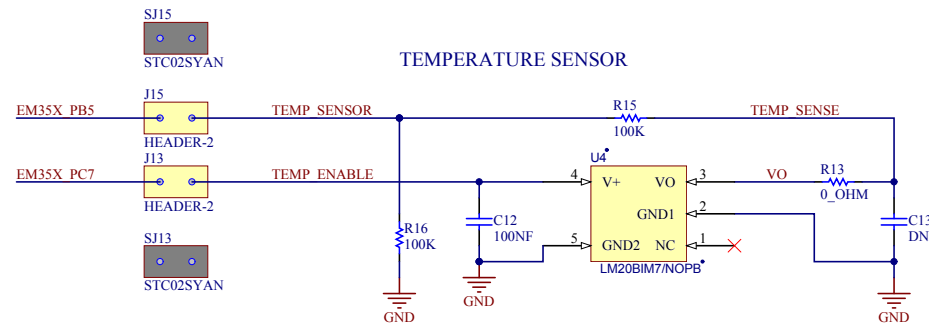 SJ15
STC02SYAN
TEMPERATURE SENSOR
J15
EM35X_PB5
TEMP_SENSOR
R15
100K
TEMP_SENSE
HEADER-2
J13
EM35X_PC7
TEMP_ENABLE
HEADER-2
U4
4
V+
VO
3
VO
R13
0_OHM
GND1
2
C12
100NF
R16
100K
5
GND2
NC
1
C13
DN
LM20BIM7/NOPB
SJ13
STC02SYAN
GND
GND
GND